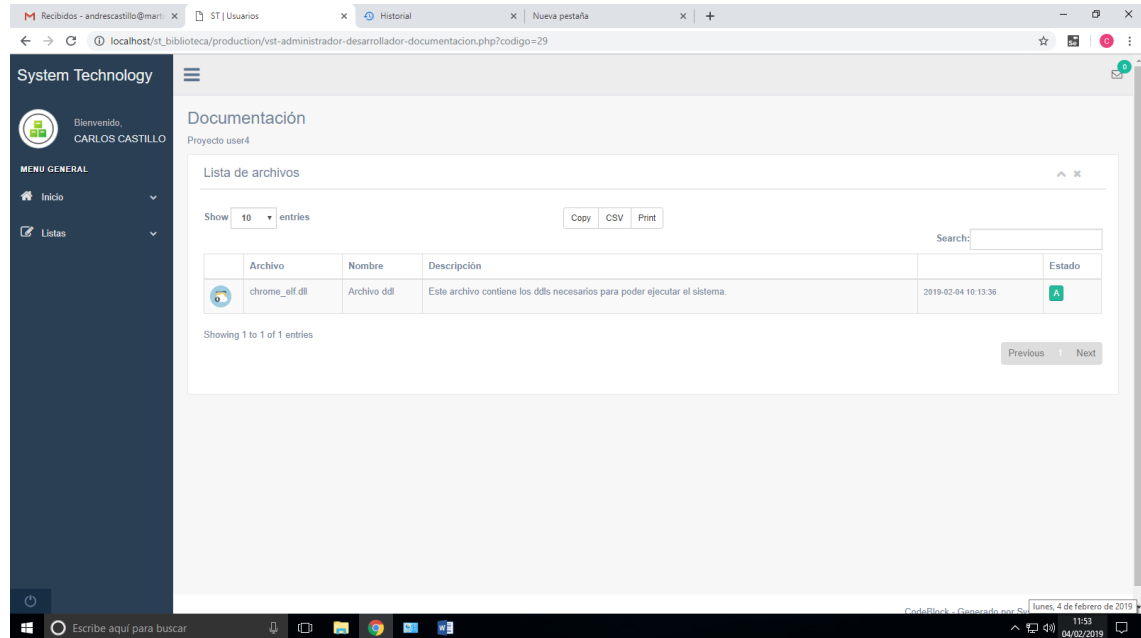 Recibidos - andrescastillo@mart
ST | Usuarios
Historial
Nueva pestaña
localhost/st_biblioteca/production/vst-administrador-desarrollador-documentacion.php?codigo=29
System Technology
0
Bienvenido,
CARLOS CASTILLO
MENU GENERAL
Inicio
Listas
Documentación
Proyecto user4
Lista de archivos
Show 10 entries
Copy CSV Print
Search:
Archivo Nombre Descripción Estado
chrome_elf.dll Archivo ddl Este archivo contiene los ddls necesarios para poder ejecutar el sistema. 2019-02-04 10:13:36 A
Showing 1 to 1 of 1 entries
Previous 1 Next
CodeBlock - Generado por Sy
lunes, 4 de febrero de 2019
Escribe aquí para buscar
11:53
04/02/2019